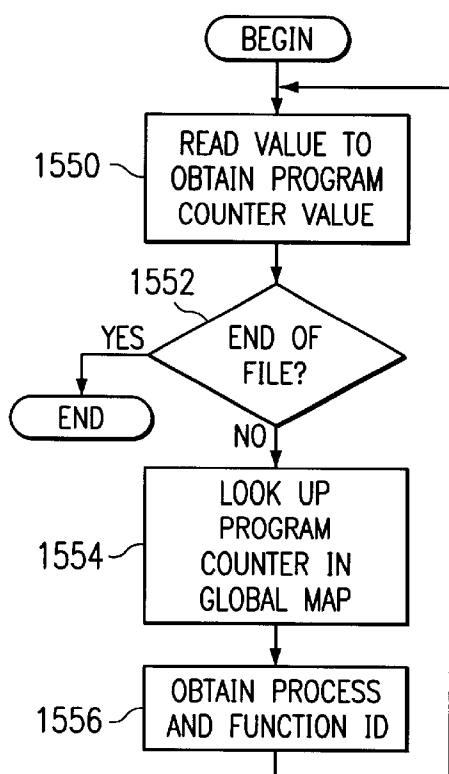 BEGIN
1550
READ VALUE TO
OBTAIN PROGRAM
COUNTER VALUE
1552
YES
END OF
FILE?
END
NO
1554
LOOK UP
PROGRAM
COUNTER IN
GLOBAL MAP
1556
OBTAIN PROCESS
AND FUNCTION ID